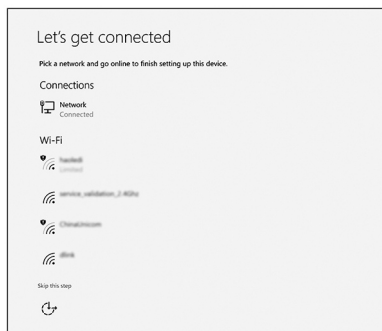 Let's get connected
Pick a network and go online to finish setting up this device.
Connections
Network
Connected
Wi-Fi
Limited
service_validation_2.4Ghz
ChinaUnicom
dlink
Skip this step